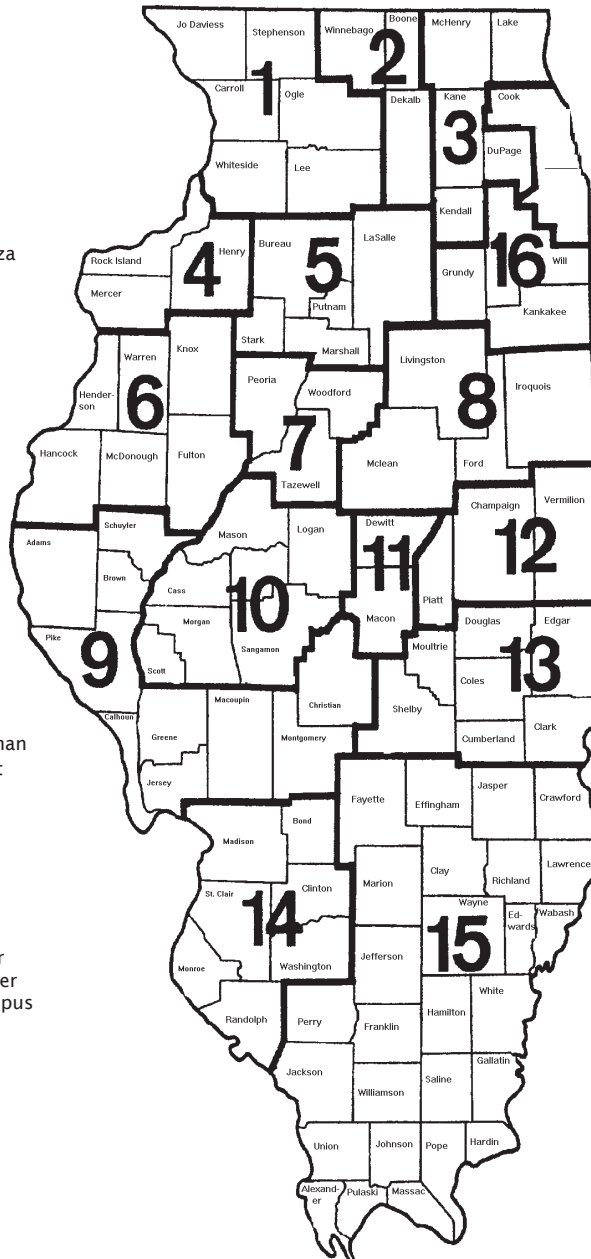 Jo Daviess
Stephenson
Winnebago
Boone
McHenry
Lake
1
2
Carroll
Ogle
Dekalb
Kane
Cook
3
DuPage
Whiteside
Lee
Kendall
za
Rock Island
Henry
4
Bureau
5
LaSalle
16
Will
Mercer
Grundy
Putnam
Kankakee
Stark
Marshall
Warren
Knox
Livingston
Peoria
Iroquois
Hender-
son
6
Woodford
8
7
Hancock
McDonough
Fulton
Mclean
Ford
Tazewell
Schuyler
Mason
Logan
Dewitt
Champaign
Vermilion
Adams
11
12
Brown
Cass
10
Piatt
Morgan
Macon
Douglas
Edgar
Pike
9
Scott
Sangamon
Moultrie
13
Coles
Macoupin
Christian
Shelby
Calhoun
Greene
Montgomery
Cumberland
Clark
nan
t
Jersey
Fayette
Effingham
Jasper
Crawford
Bond
Madison
Clay
Lawrence
Marion
Richland
St. Clair
Clinton
14
Wayne
Ed-
wards
Wabash
15
r
er
pus
Monroe
Washington
Jefferson
White
Randolph
Perry
Franklin
Hamilton
Gallatin
Jackson
Williamson
Saline
Union
Johnson
Pope
Hardin
Alexand-
er
Pulaski
Massac